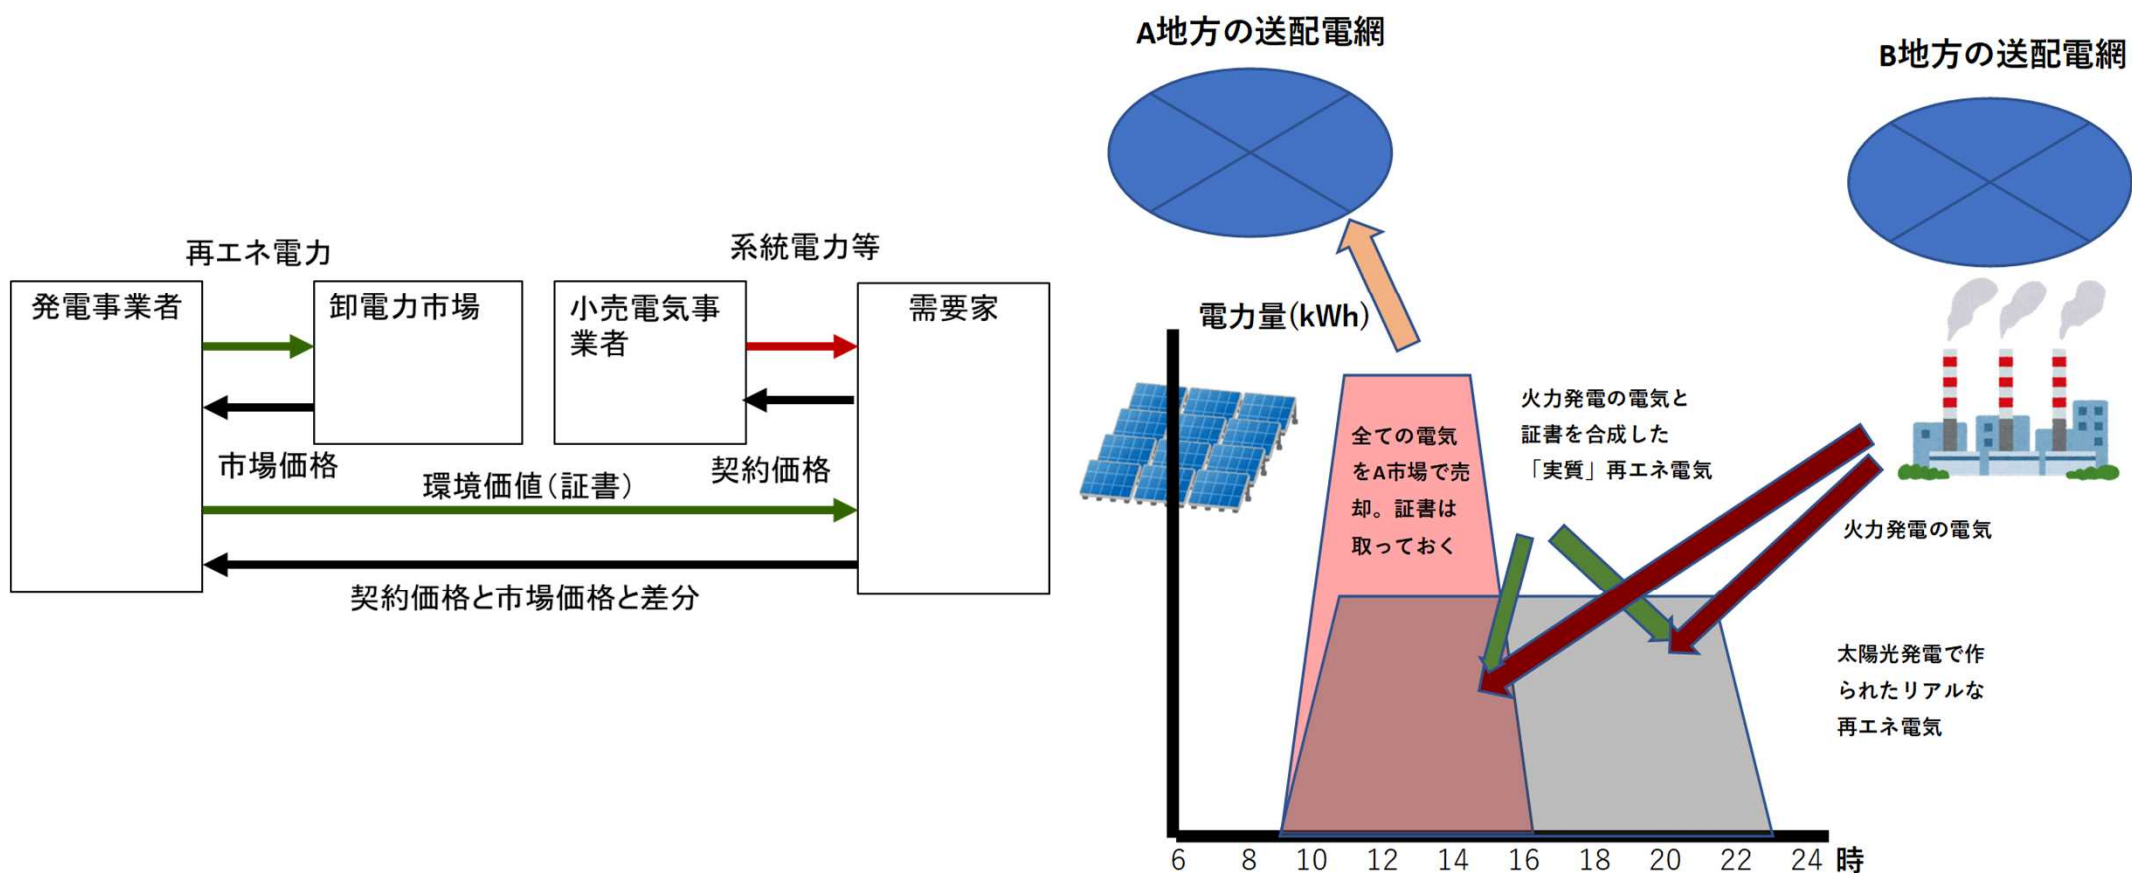 再エネ電力
系統電力等
発電事業者
卸電力市場
小売電気事
業者
需要家
市場価格
契約価格
環境価値(証書)
契約価格と市場価格と差分
A地方の送配電網
B地方の送配電網
電力量(kWh)
全ての電気
をA市場で売
却。証書は
取っておく
火力発電の電気と
証書を合成した
「実質」再エネ電気
火力発電の電気
太陽光発電で作
られたリアルな
再エネ電気
6 8 10 12 14 16 18 20 22 24 時